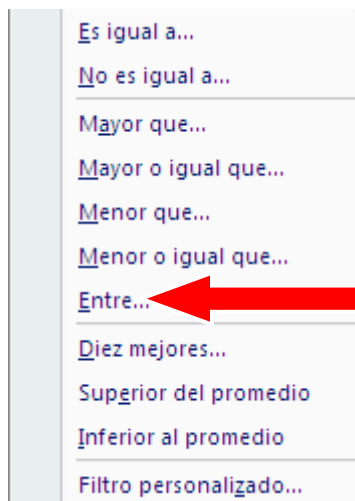 Es igual a...
No es igual a...
Mayor que...
Mayor o igual que...
Menor que...
Menor o igual que...
Entre...
Diez mejores...
Superior del promedio
Inferior al promedio
Filtro personalizado...